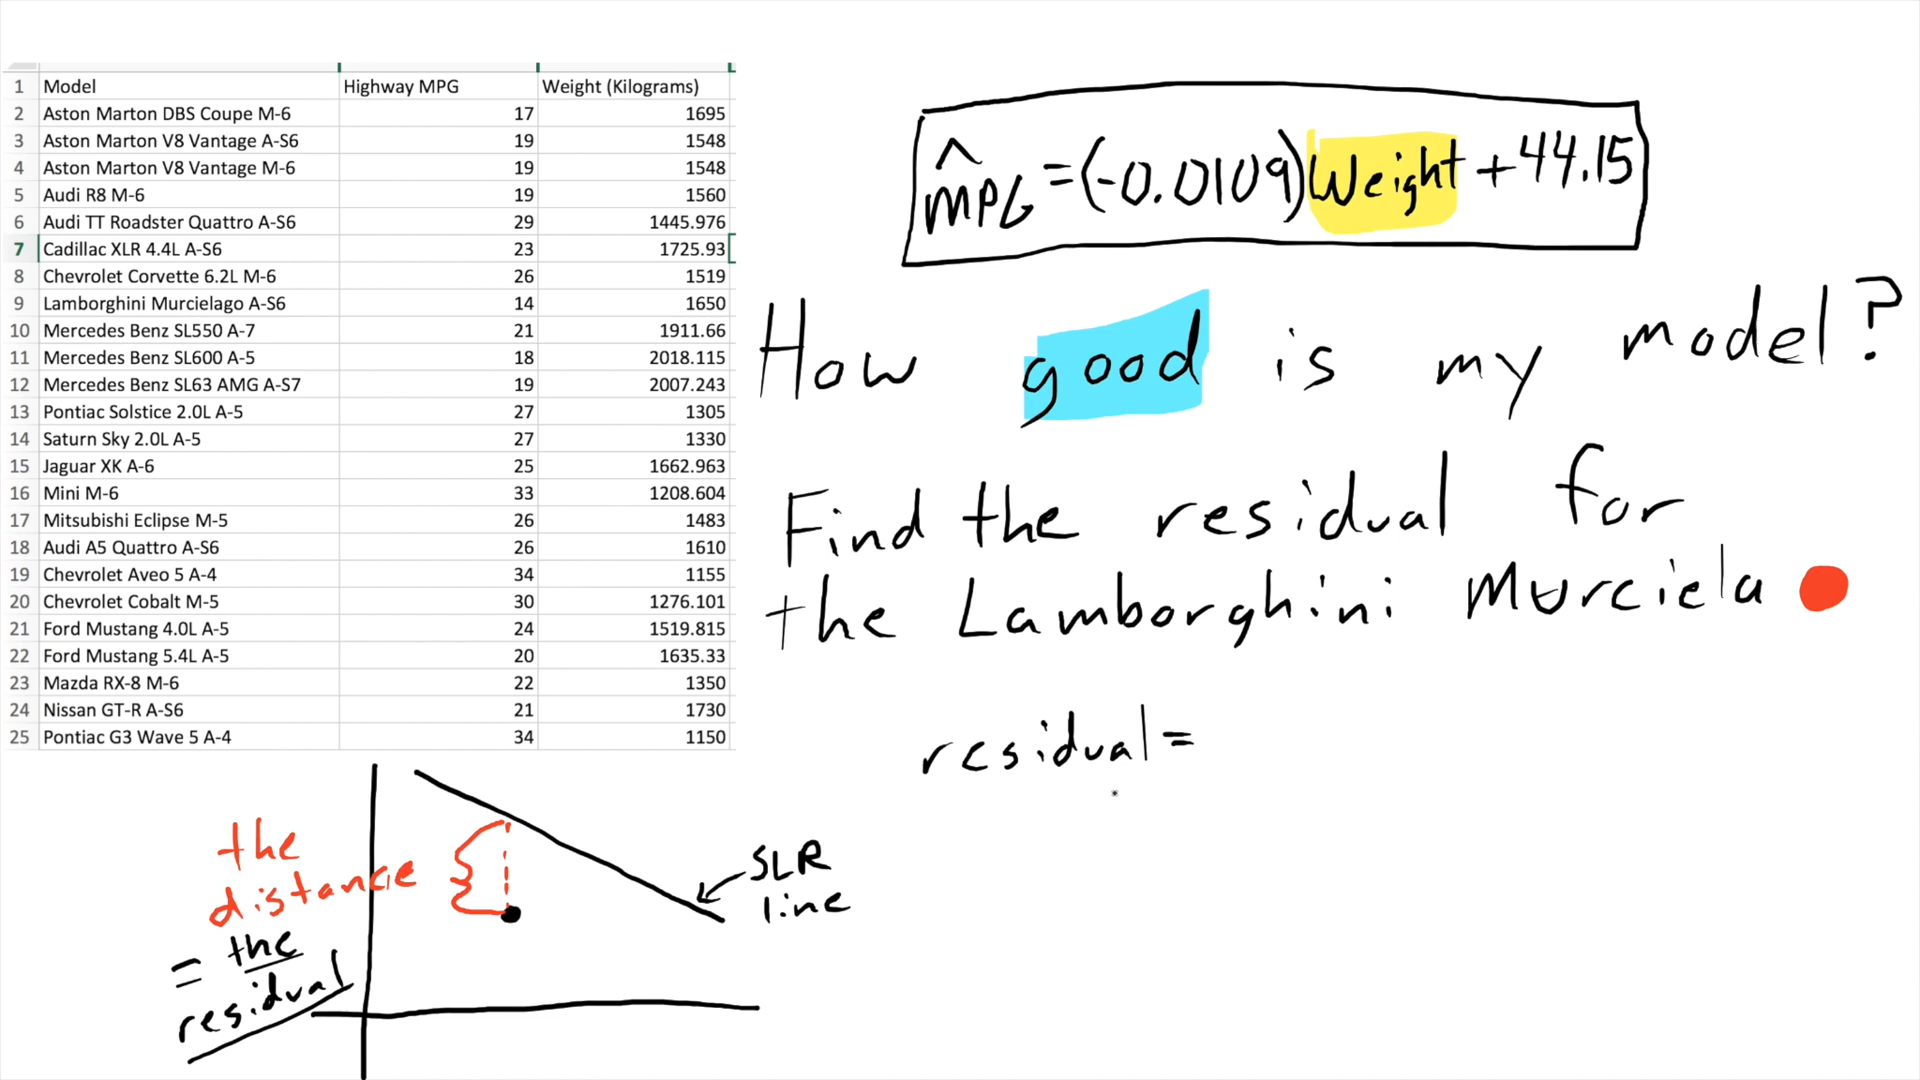 1 Model Highway MPG Weight (Kilograms)
2 Aston Marton DBS Coupe M-6 17 1695
3 Aston Marton V8 Vantage A-S6 19 1548
4 Aston Marton V8 Vantage M-6 19 1548
5 Audi R8 M-6 19 1560
6 Audi TT Roadster Quattro A-S6 29 1445.976
7 Cadillac XLR 4.4L A-S6 23 1725.93
8 Chevrolet Corvette 6.2L M-6 26 1519
9 Lamborghini Murcielago A-S6 14 1650
10 Mercedes Benz SL550 A-7 21 1911.66
11 Mercedes Benz SL600 A-5 18 2018.115
12 Mercedes Benz SL63 AMG A-S7 19 2007.243
13 Pontiac Solstice 2.0L A-5 27 1305
14 Saturn Sky 2.0L A-5 27 1330
15 Jaguar XK A-6 25 1662.963
16 Mini M-6 33 1208.604
17 Mitsubishi Eclipse M-5 26 1483
18 Audi A5 Quattro A-S6 26 1610
19 Chevrolet Aveo 5 A-4 34 1155
20 Chevrolet Cobalt M-5 30 1276.101
21 Ford Mustang 4.0L A-5 24 1519.815
22 Ford Mustang 5.4L A-5 20 1635.33
23 Mazda RX-8 M-6 22 1350
24 Nissan GT-R A-S6 21 1730
25 Pontiac G3 Wave 5 A-4 34 1150
^
MPG = (-0.0109) Weight + 44.15
How good is my model?
Find the residual for
the Lamborghini Murciela
residual =
the
distance
= the
residual
SLR
line